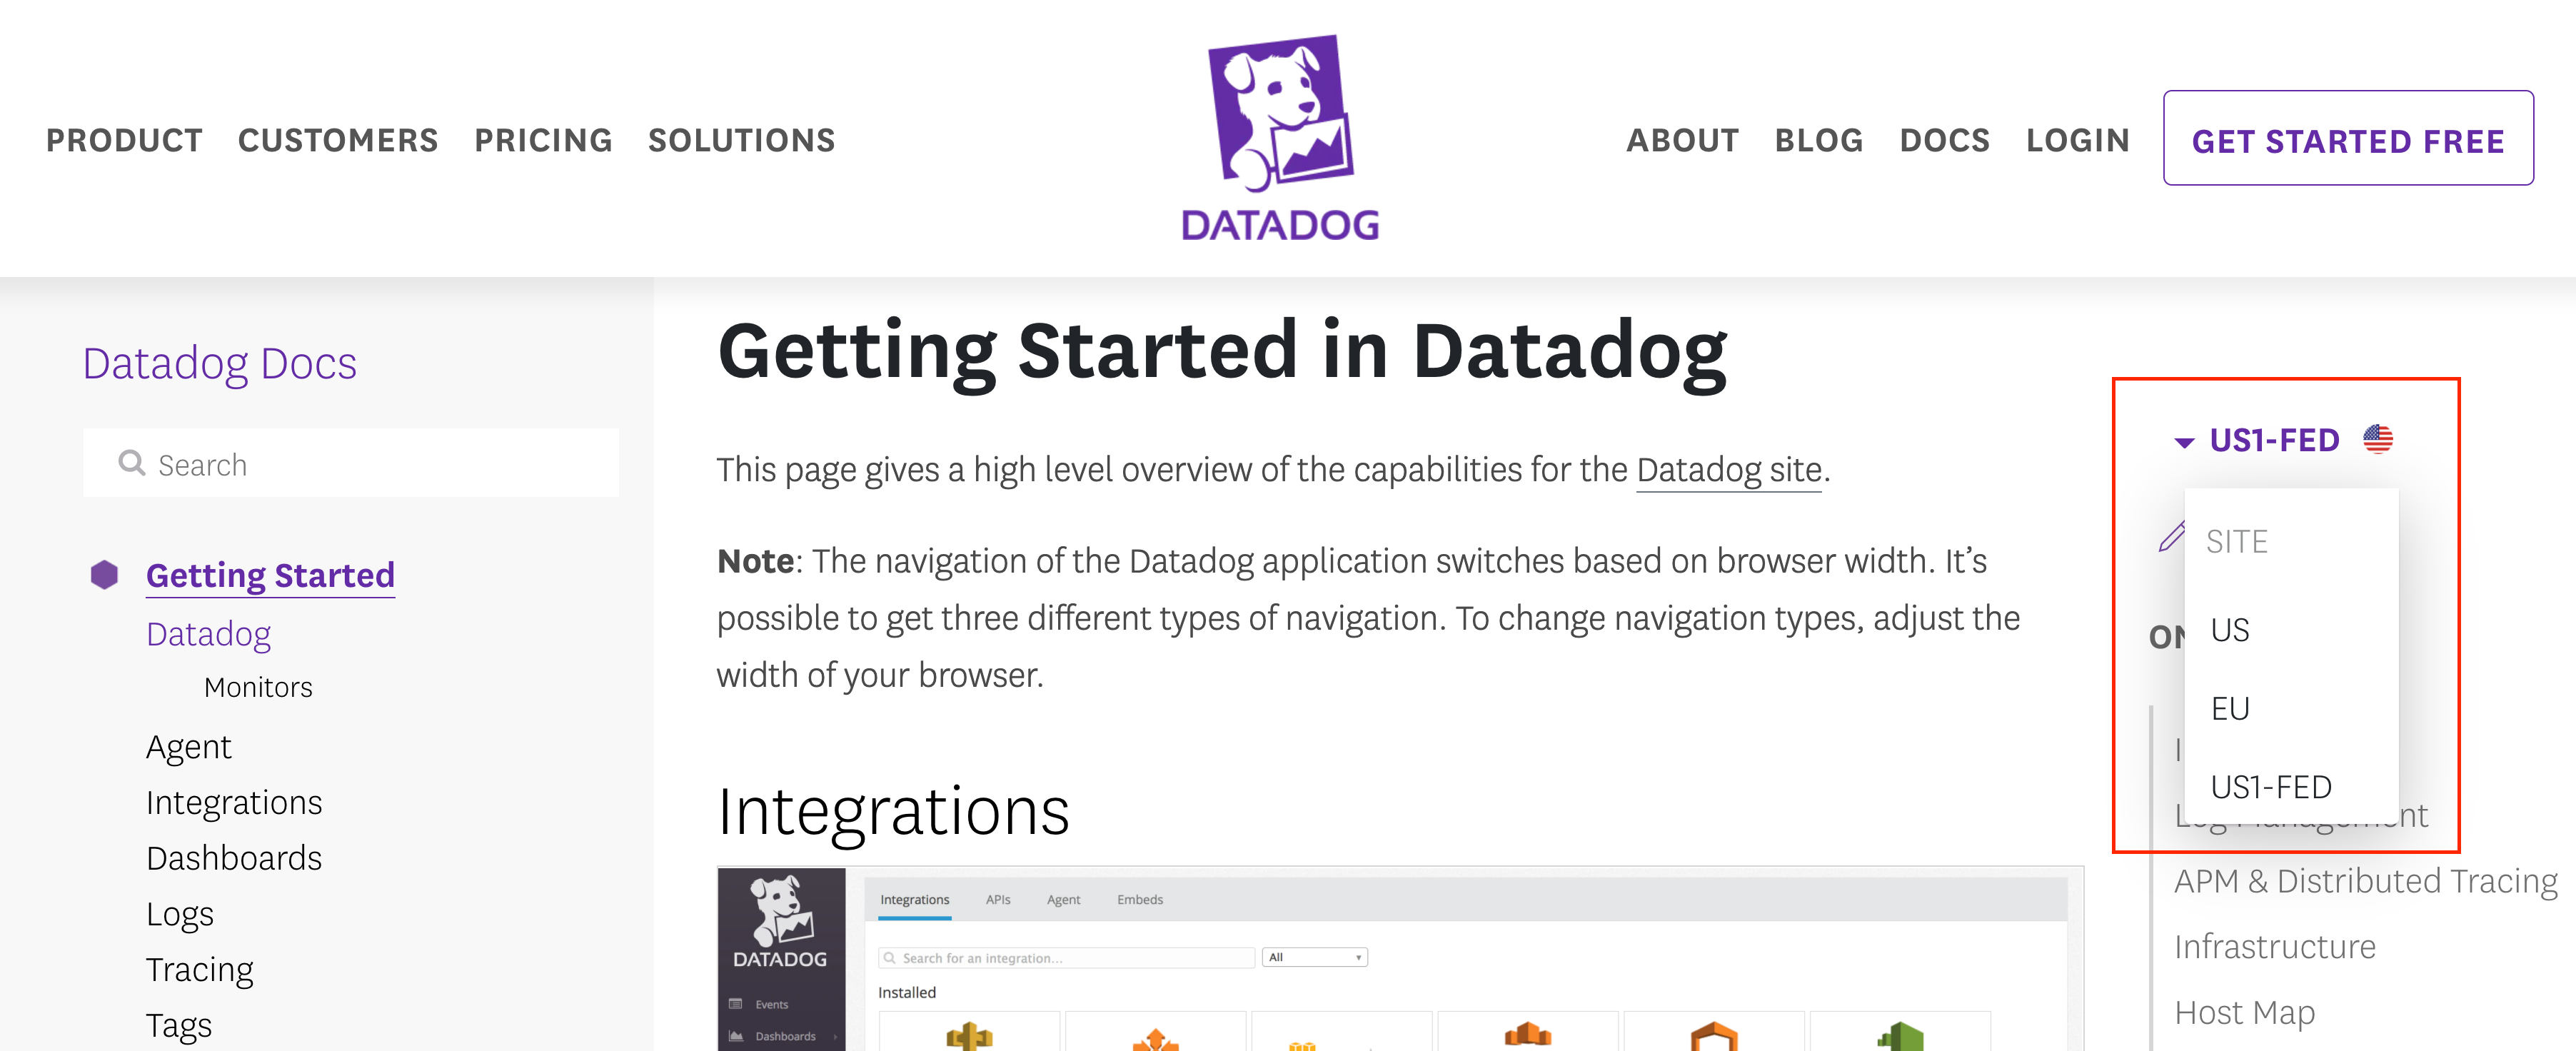 PRODUCT CUSTOMERS PRICING SOLUTIONS
DATADOG
ABOUT BLOG DOCS LOGIN GET STARTED FREE
Datadog Docs
Search
Getting Started
Datadog
Monitors
Agent
Integrations
Dashboards
Logs
Tracing
Tags
Getting Started in Datadog
This page gives a high level overview of the capabilities for the Datadog site.
Note: The navigation of the Datadog application switches based on browser width. It’s
possible to get three different types of navigation. To change navigation types, adjust the
width of your browser.
Integrations
DATADOG
Events
Dashboards
Integrations APIs Agent Embeds
Search for an integration... All
Installed
US1-FED
SITE
US
EU
US1-FED
APM & Distributed Tracing
Infrastructure
Host Map